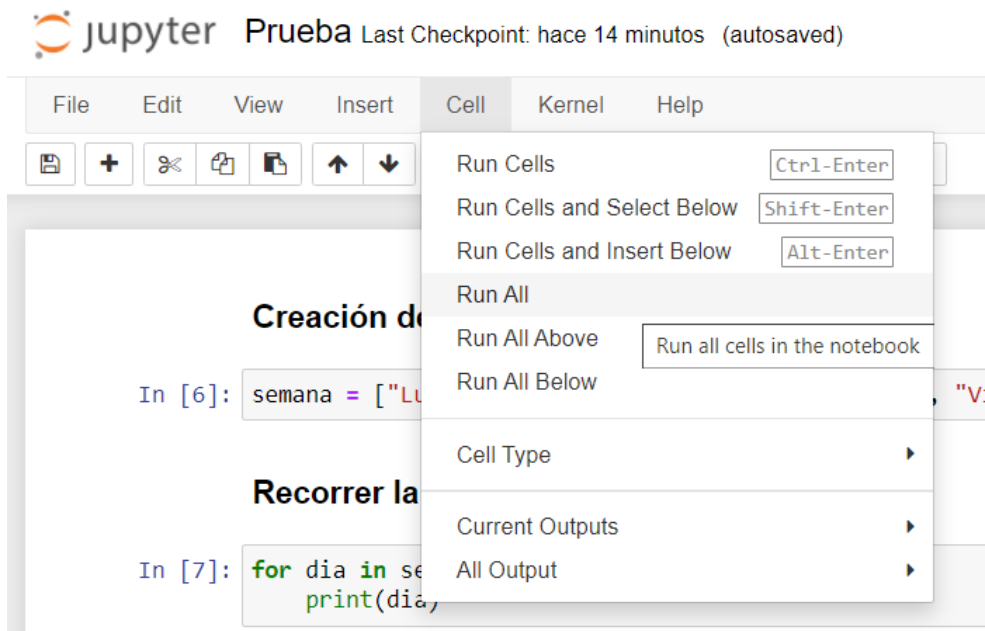 jupyter Prueba Last Checkpoint: hace 14 minutos (autosaved)
File Edit View Insert Cell Kernel Help
Run Cells Ctrl-Enter
Run Cells and Select Below Shift-Enter
Run Cells and Insert Below Alt-Enter
Run All
Creación
Run All Above
Run all cells in the notebook
Run All Below
In [6]: semana = ["Lu , "Vi
Cell Type
Recorrer la
Current Outputs
In [7]: for dia in se
All Output
print(dia)